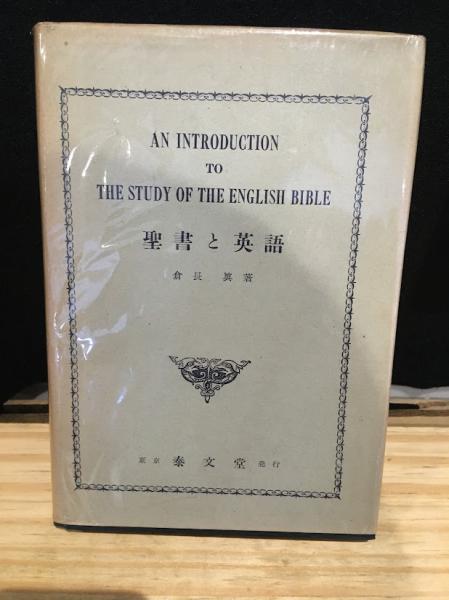 AN INTRODUCTION
TO
THE STUDY OF THE ENGLISH BIBLE
聖書と英語
倉長 眞著
東京 泰文堂 発行